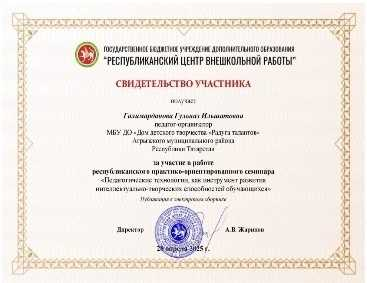 ГОСУДАРСТВЕННОЕ БЮДЖЕТНОЕ УЧРЕЖДЕНИЕ ДОПОЛНИТЕЛЬНОГО ОБРАЗОВАНИЯ
"РЕСПУБЛИКАНСКИЙ ЦЕНТР ВНЕШКОЛЬНОЙ РАБОТЫ"
СВИДЕТЕЛЬСТВО УЧАСТНИКА
получает
Галимарданова Гульназ Ильшатовна
педагог-организатор
МБУ ДО «Дом детского творчества «Радуга талантов»
Агрызского муниципального района
Республики Татарстан
за участие в работе
республиканского практико-ориентированного семинара
«Педагогические технологии, как инструмент развития
интеллектуально-творческих способностей обучающихся»
Публикация в электронном сборнике
Директор А.В. Жарихов
апреля 2025 г.